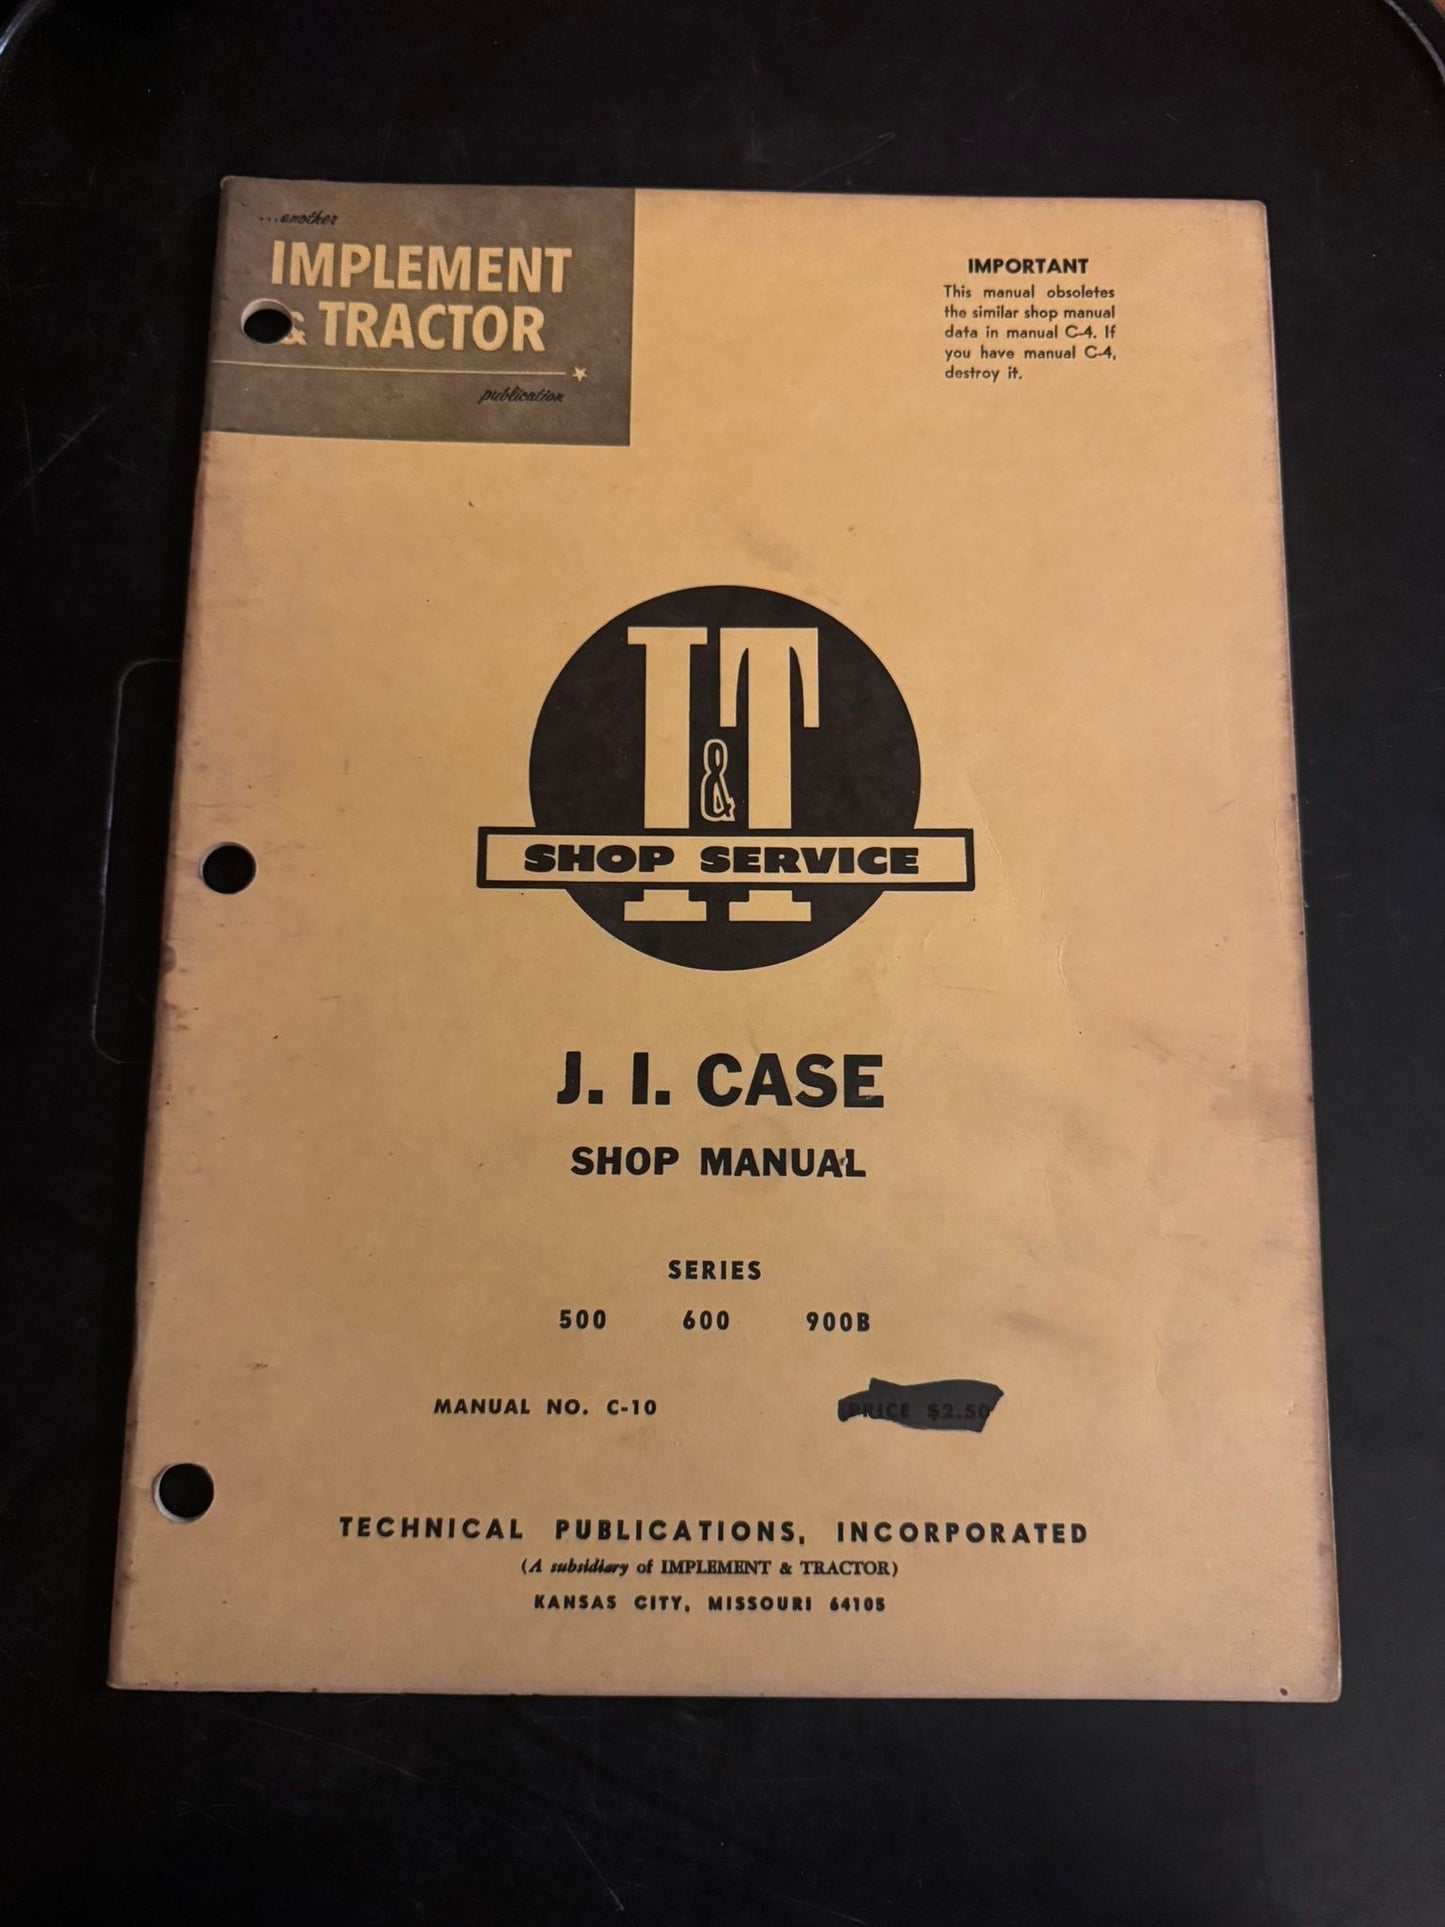 ...another
IMPLEMENT
& TRACTOR
publication
IMPORTANT
This manual obsoletes
the similar shop manual
data in manual C-4. If
you have manual C-4,
destroy it.
I&T
SHOP SERVICE
J. I. CASE
SHOP MANUAL
SERIES
500 600 900B
MANUAL NO. C-10 PRICE $2.50
TECHNICAL PUBLICATIONS, INCORPORATED
(A subsidiary of IMPLEMENT & TRACTOR)
KANSAS CITY, MISSOURI 64105